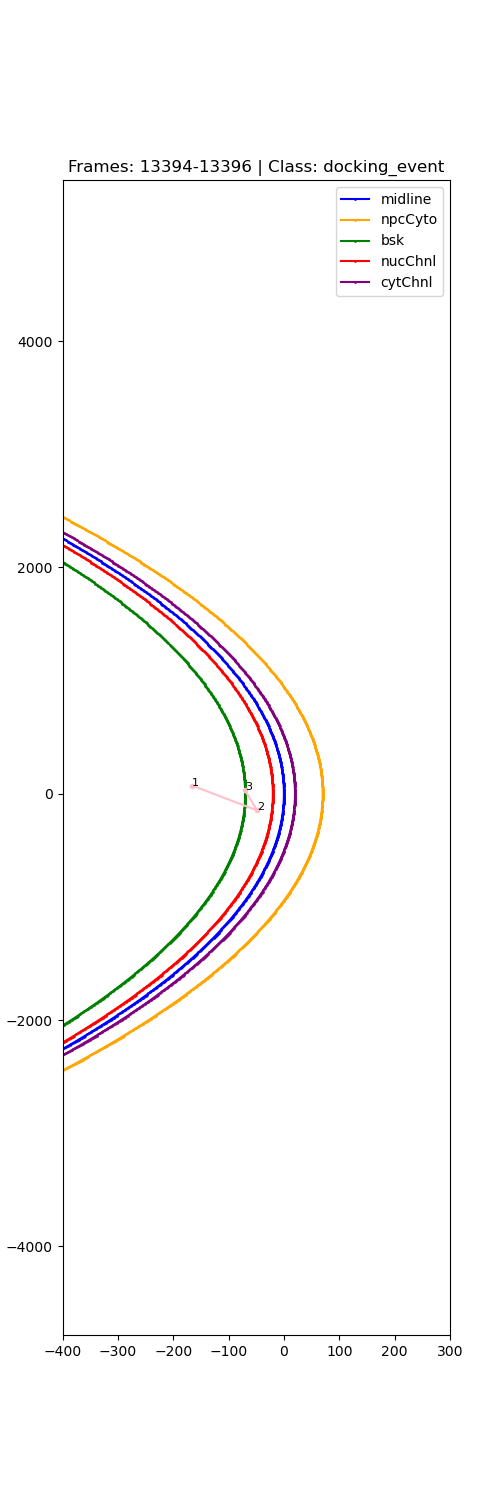 Frames: 13394-13396 | Class: docking_event
midline
npcCyto
bsk
nucChnl
cytChnl
4000
2000
0
−2000
−4000
1
3
2
−400 −300 −200 −100 0 100 200 300